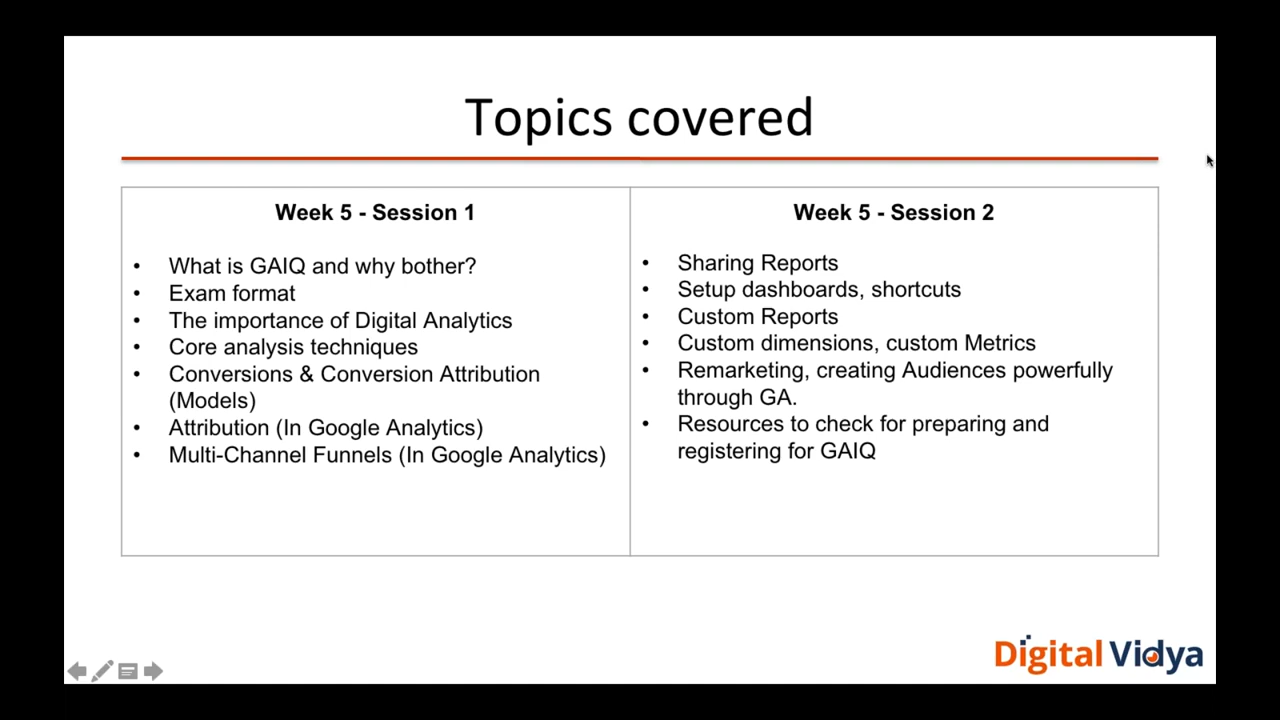 Topics covered
Week 5 - Session 1
• What is GAIQ and why bother?
• Exam format
• The importance of Digital Analytics
• Core analysis techniques
• Conversions & Conversion Attribution
(Models)
• Attribution (In Google Analytics)
• Multi-Channel Funnels (In Google Analytics)
Week 5 - Session 2
• Sharing Reports
• Setup dashboards, shortcuts
• Custom Reports
• Custom dimensions, custom Metrics
• Remarketing, creating Audiences powerfully
through GA.
• Resources to check for preparing and
registering for GAIQ
Digital Vidya